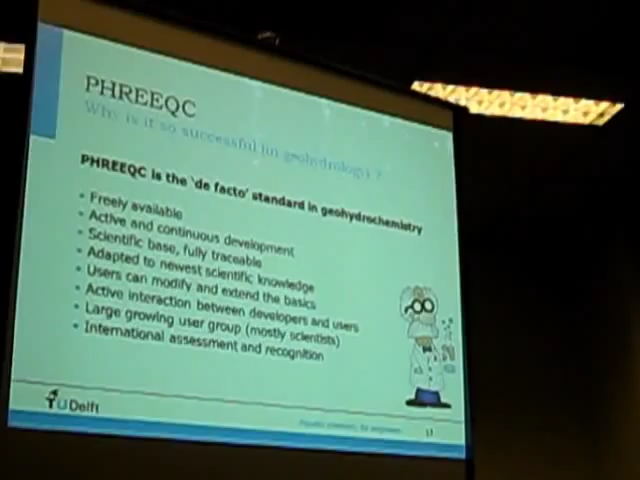 PHREEQC
Why is it so successful (in geohydrology) ?
PHREEQC is the 'de facto' standard in geohydrochemistry
• Freely available
• Active and continuous development
• Scientific base, fully traceable
• Adapted to newest scientific knowledge
• Users can modify and extend the basics
• Active interaction between developers and users
• Large growing user group (mostly scientists)
• International assessment and recognition
TUDelft